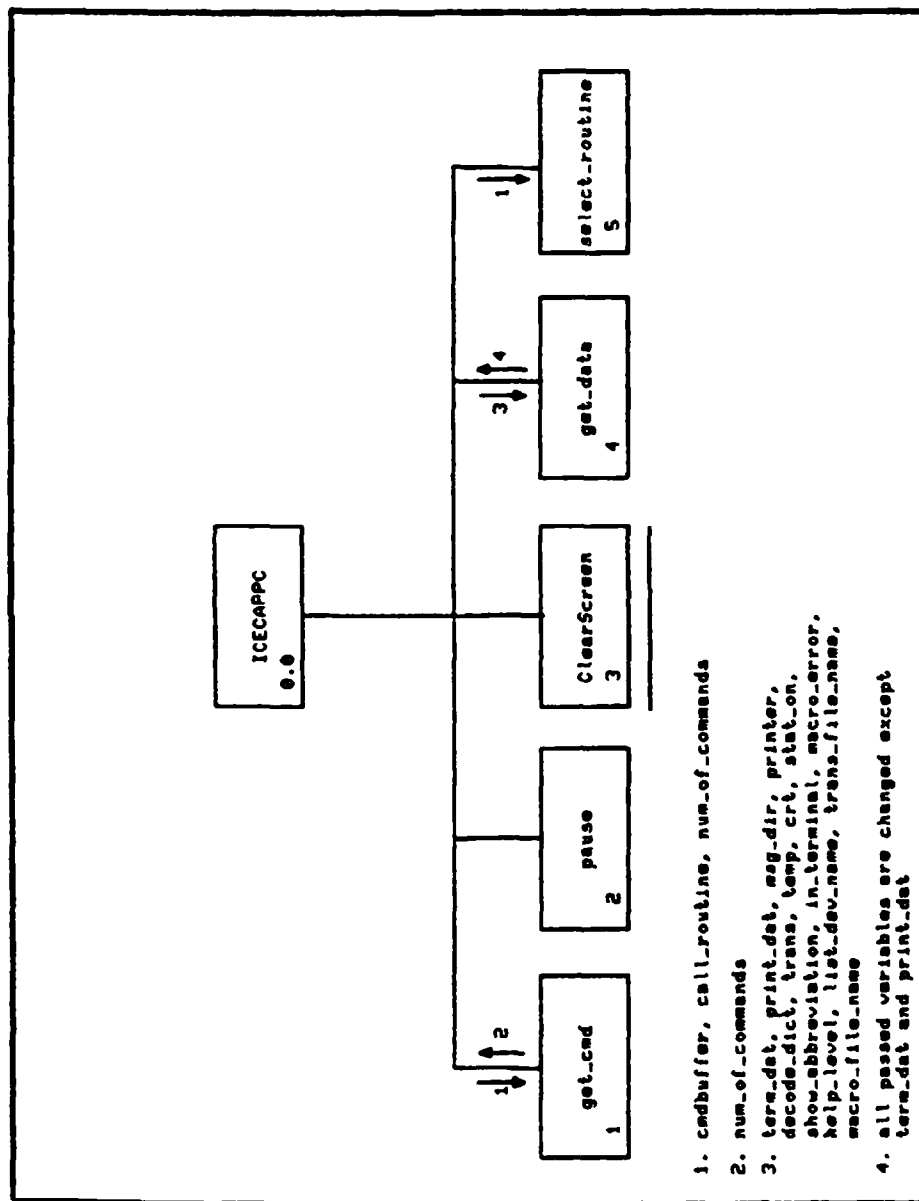 ICECAPPC
0.0
1
2
3
4
1
get_cmd
1
pause
2
ClearScreen
3
get_data
4
select_routine
5
1. cmdbuffer, call_routine, num_of_commands
2. num_of_commands
3. term_dat, print_dat, msg_dir, printer,
decode_dict, trans, temp, crt, stat_on,
show_abbreviation, in_terminal, macro_error,
help_level, list_dev_name, trans_file_name,
macro_file_name
4. all passed variables are changed except
term_dat and print_dat